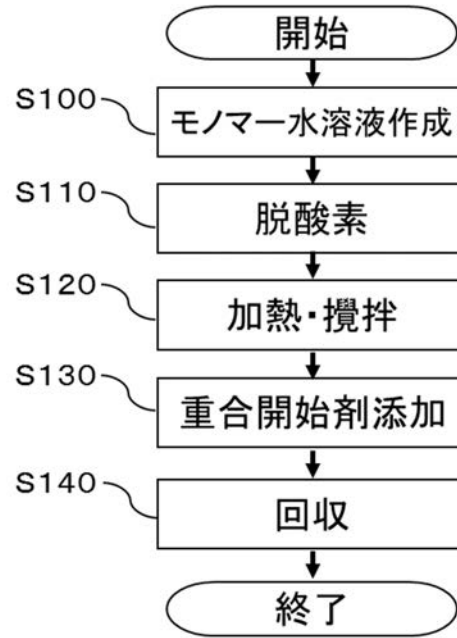 開始
S100
モノマー水溶液作成
S110
脱酸素
S120
加熱・攪拌
S130
重合開始剤添加
S140
回収
終了